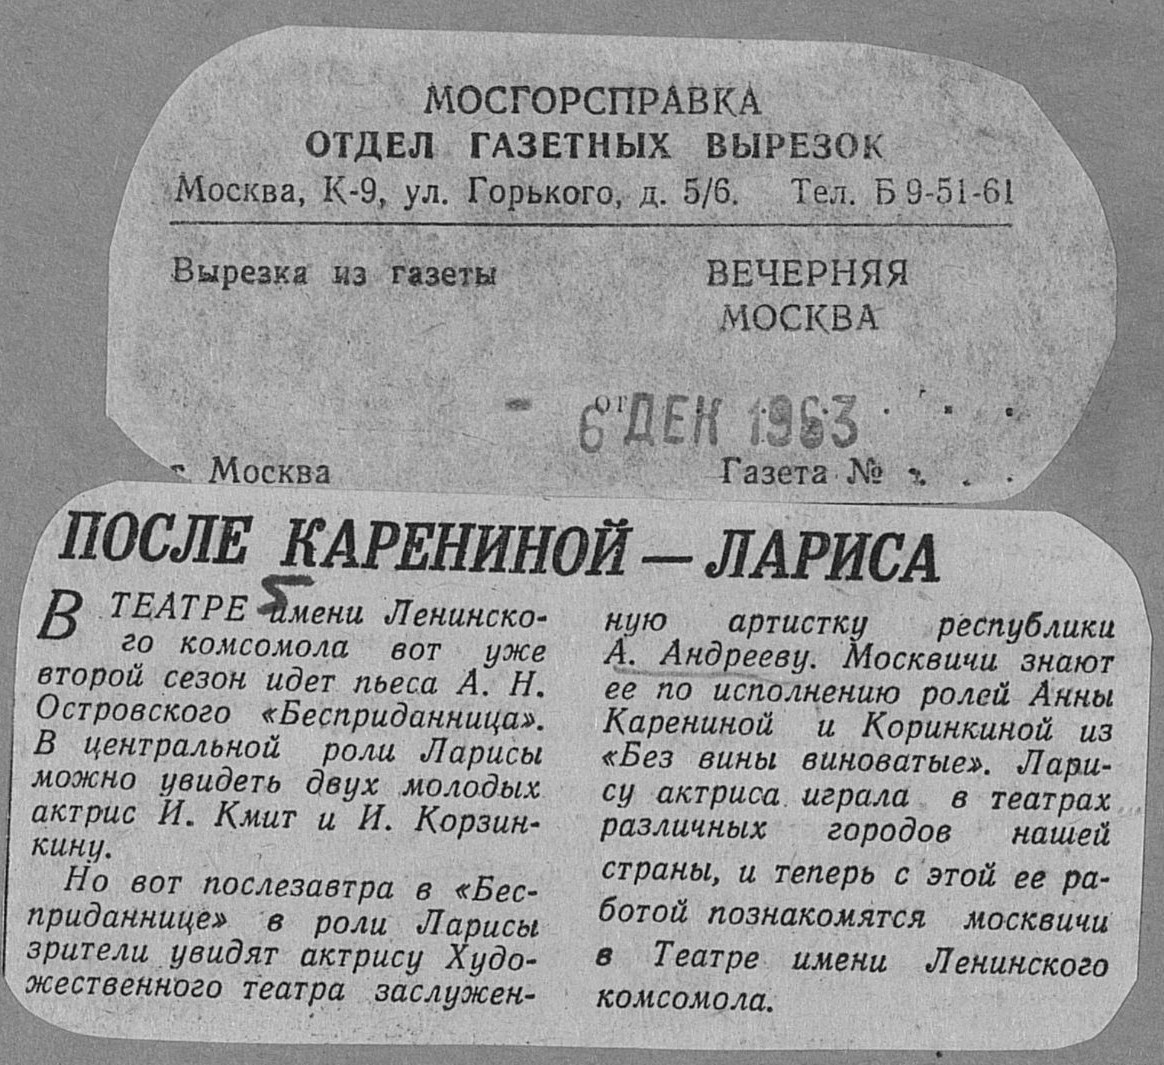 МОСГОРСПРАВКА
ОТДЕЛ ГАЗЕТНЫХ ВЫРЕЗОК
Москва, К-9, ул. Горького, д. 5/6. Тел. Б 9-51-61
Вырезка из газеты
ВЕЧЕРНЯЯ
МОСКВА
от
- 6 ДЕК 1963
г. Москва
Газета №
ПОСЛЕ КАРЕНИНОЙ — ЛАРИСА
В ТЕАТРЕ имени Ленинско-
го комсомола вот уже
второй сезон идет пьеса А. Н.
Островского «Бесприданница».
В центральной роли Ларисы
можно увидеть двух молодых
актрис И. Кмит и И. Корзин-
кину.
Но вот послезавтра в «Бес-
приданнице» в роли Ларисы
зрители увидят актрису Худо-
жественного театра заслужен-
ную артистку республики
А. Андрееву. Москвичи знают
ее по исполнению ролей Анны
Карениной и Коринкиной из
«Без вины виноватые». Лари-
су актриса играла в театрах
различных городов нашей
страны, и теперь с этой ее ра-
ботой познакомятся москвичи
в Театре имени Ленинского
комсомола.